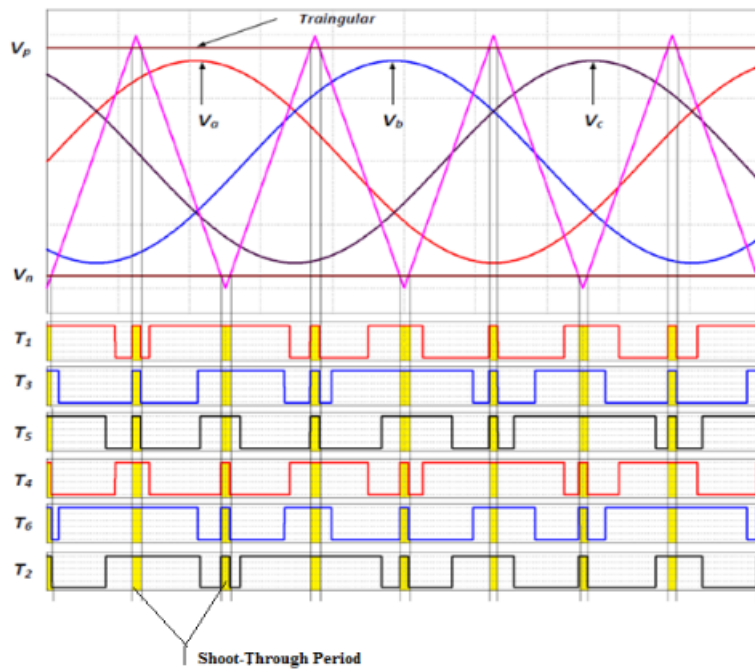 Traingular
Vp
Va
Vb
Vc
Vn
T1
T3
T5
T4
T6
T2
Shoot-Through Period